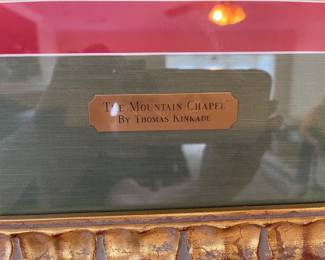 The Mountain Chapel
By Thomas Kinkade